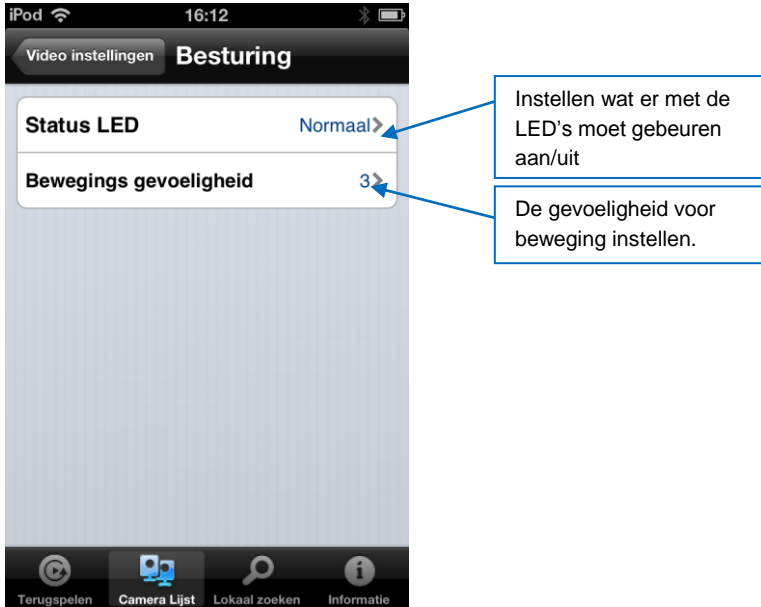 iPod 16:12
Video instellingen Besturing
Status LED Normaal
Bewegings gevoeligheid 3
Instellen wat er met de
LED's moet gebeuren
aan/uit
De gevoeligheid voor
beweging instellen.
Terugspelen Camera Lijst Lokaal zoeken Informatie